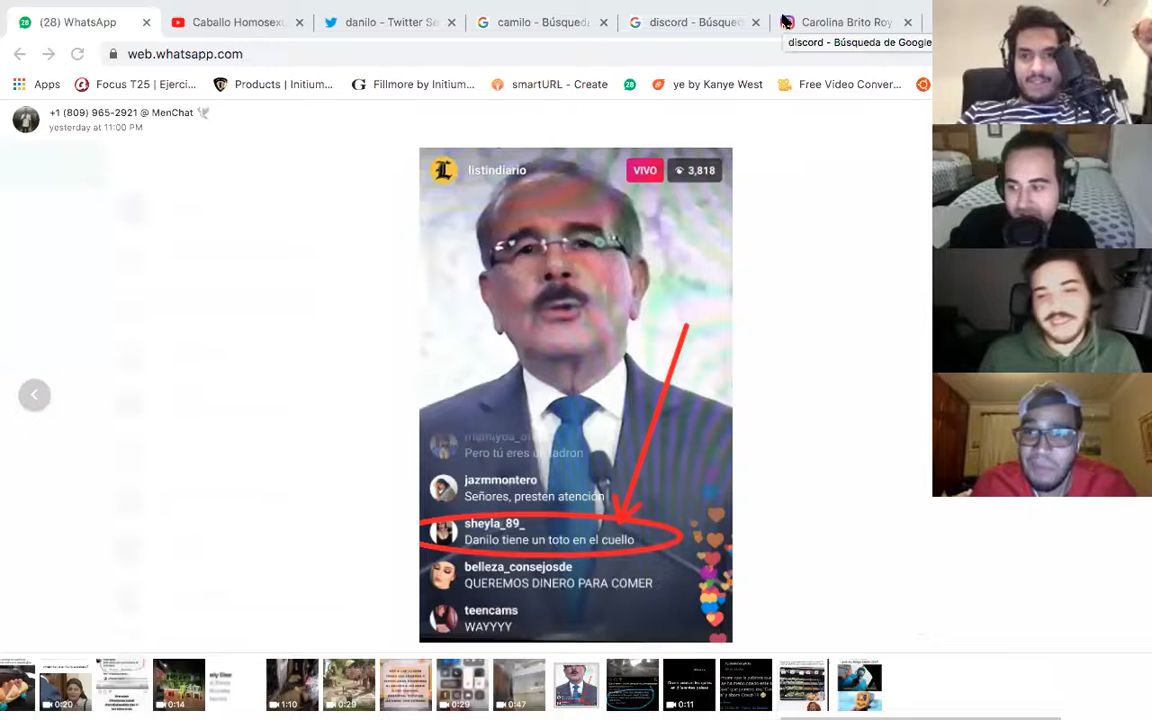 (28) WhatsApp
Caballo Homosexu
danilo - Twitter Se
camilo - Búsqued
discord - Búsqued
Carolina Brito Roy
web.whatsapp.com
discord - Búsqueda de Google
Apps
Focus T25 | Ejerci...
Products | Initium...
Fillmore by Initium...
smartURL - Create
28
ye by Kanye West
Free Video Conver...
+1 (809) 965-2921 @ MenChat
yesterday at 11:00 PM
listindiario
VIVO
3,818
Pero tú eres
jazmmontero
Señores, presten atención
sheyla_89_
Danilo tiene un toto en el cuello
belleza_consejosde
QUEREMOS DINERO PARA COMER
teencams
WAYYYY
0:20
0:14
1:10
0:29
0:29
0:47
0:11